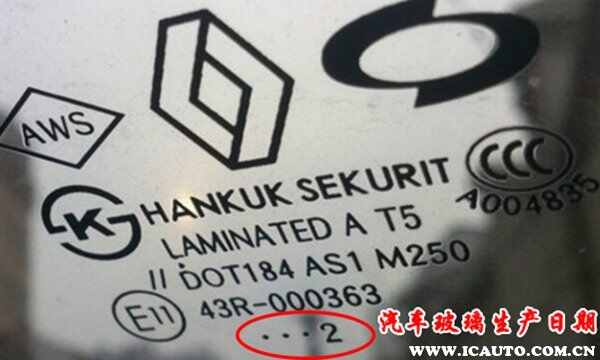 AWS
CCC
HANKUK SEKURIT
A004835
LAMINATED A T5
II DOT184 AS1 M250
E11 43R-000363
···2
汽车玻璃生产日期
www.ICAUTO.COM.CN